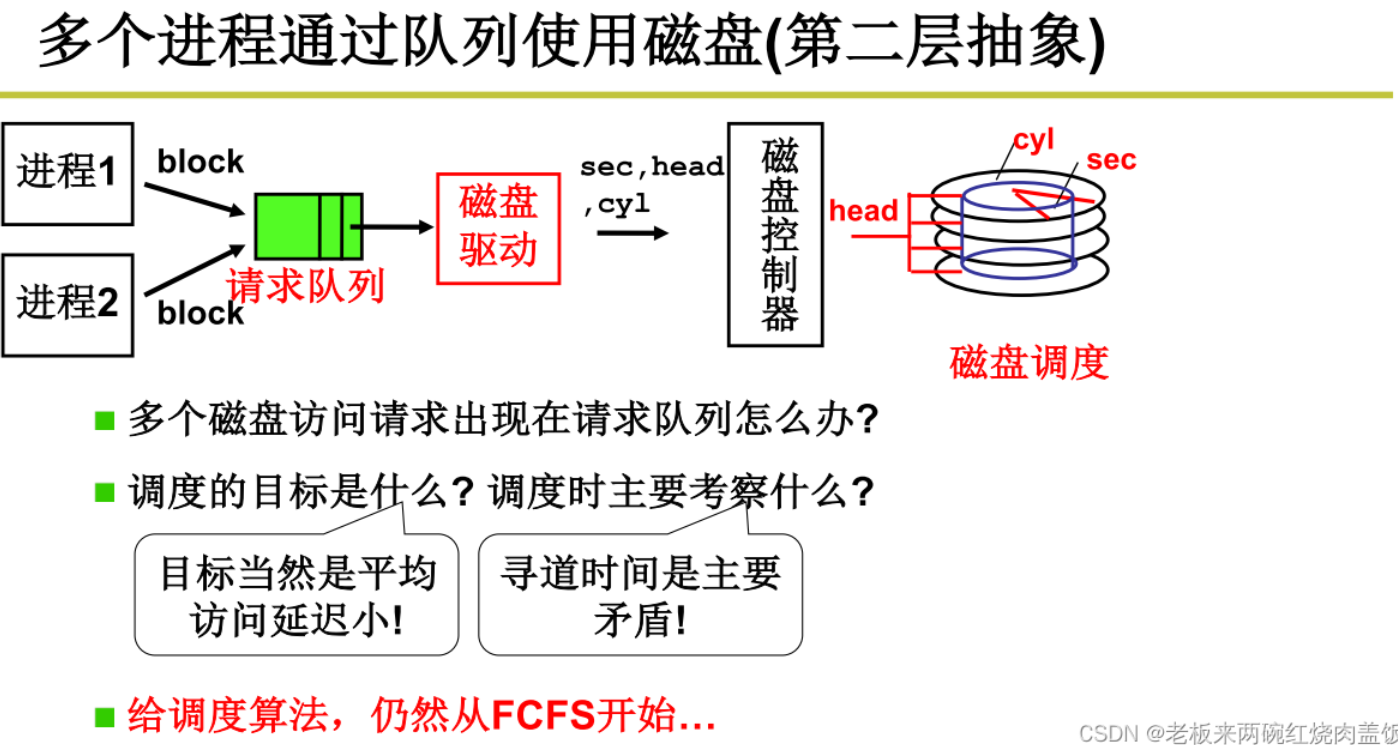 多个进程通过队列使用磁盘(第二层抽象)
进程1
block
进程2
block
请求队列
磁盘
驱动
sec,head
,cyl
磁
盘
控
制
器
head
cyl
sec
磁盘调度
多个磁盘访问请求出现在请求队列怎么办?
调度的目标是什么? 调度时主要考察什么?
目标当然是平均
访问延迟小!
寻道时间是主要
矛盾!
给调度算法，仍然从FCFS开始...
CSDN @老板来两碗红烧肉盖饭